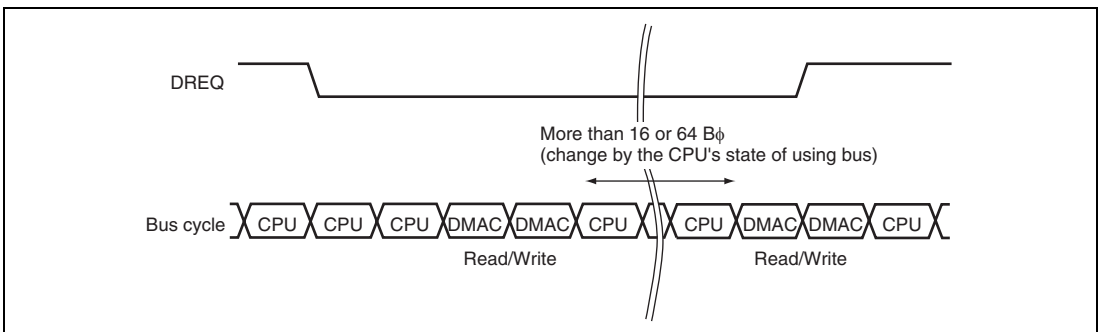 DREQ
More than 16 or 64 Bϕ
(change by the CPU's state of using bus)
Bus cycle CPU CPU CPU DMAC DMAC CPU CPU DMAC DMAC CPU
Read/Write Read/Write